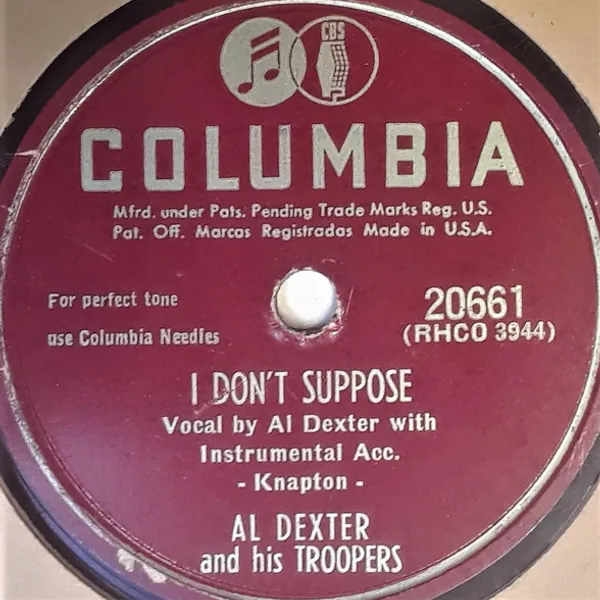 CBS
COLUMBIA
Mfrd. under Pats. Pending Trade Marks Reg. U.S.
Pat. Off. Marcas Registradas Made in U.S.A.
For perfect tone
use Columbia Needles
20661
(RHCO 3944)
I DON'T SUPPOSE
Vocal by Al Dexter with
Instrumental Acc.
- Knapton -
AL DEXTER
and his TROOPERS